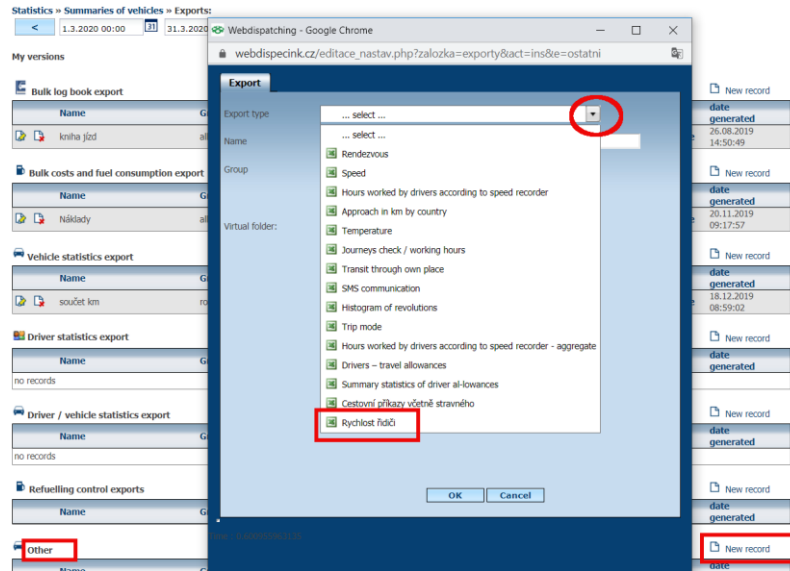 Statistics » Summaries of vehicles » Exports:
< 1.3.2020 00:00 31 31.3.2020
My versions
Bulk log book export New record
Name date generated
kniha jízd 26.08.2019 14:50:49
Bulk costs and fuel consumption export New record
Name date generated
Náklady 20.11.2019 09:17:57
Vehicle statistics export New record
Name date generated
součet km 18.12.2019 08:59:02
Driver statistics export New record
Name date generated
no records
Driver / vehicle statistics export New record
Name date generated
no records
Refuelling control exports New record
Name date generated
Other New record
Name date
Webdispatching - Google Chrome
webdispecink.cz/editace_nastav.php?zalozka=exporty&act=ins&e=ostatni
Export
Export type ... select ...
Name
Group
Virtual folder:
... select ...
Rendezvous
Speed
Hours worked by drivers according to speed recorder
Approach in km by country
Temperature
Journeys check / working hours
Transit through own place
SMS communication
Histogram of revolutions
Trip mode
Hours worked by drivers according to speed recorder - aggregate
Drivers – travel allowances
Summary statistics of driver al-lowances
Cestovní příkazy včetně stravného
Rychlost řidiči
OK Cancel